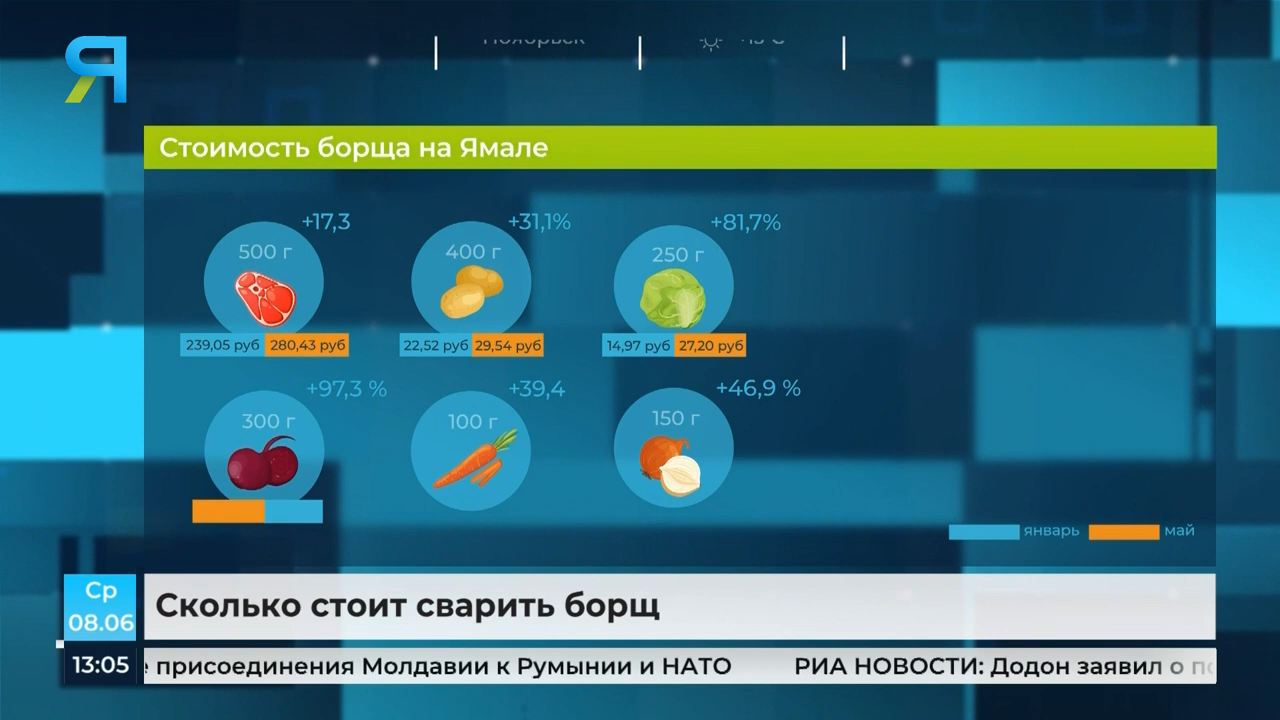 Я
Стоимость борща на Ямале
+17,3
+31,1%
+81,7%
500 г
400 г
250 г
239,05 руб 280,43 руб
22,52 руб 29,54 руб
14,97 руб 27,20 руб
+97,3 %
+39,4
+46,9 %
300 г
100 г
150 г
январь
май
Ср
08.06
Сколько стоит сварить борщ
13:05
присоединения Молдавии к Румынии и НАТО РИА НОВОСТИ: Додон заявил о